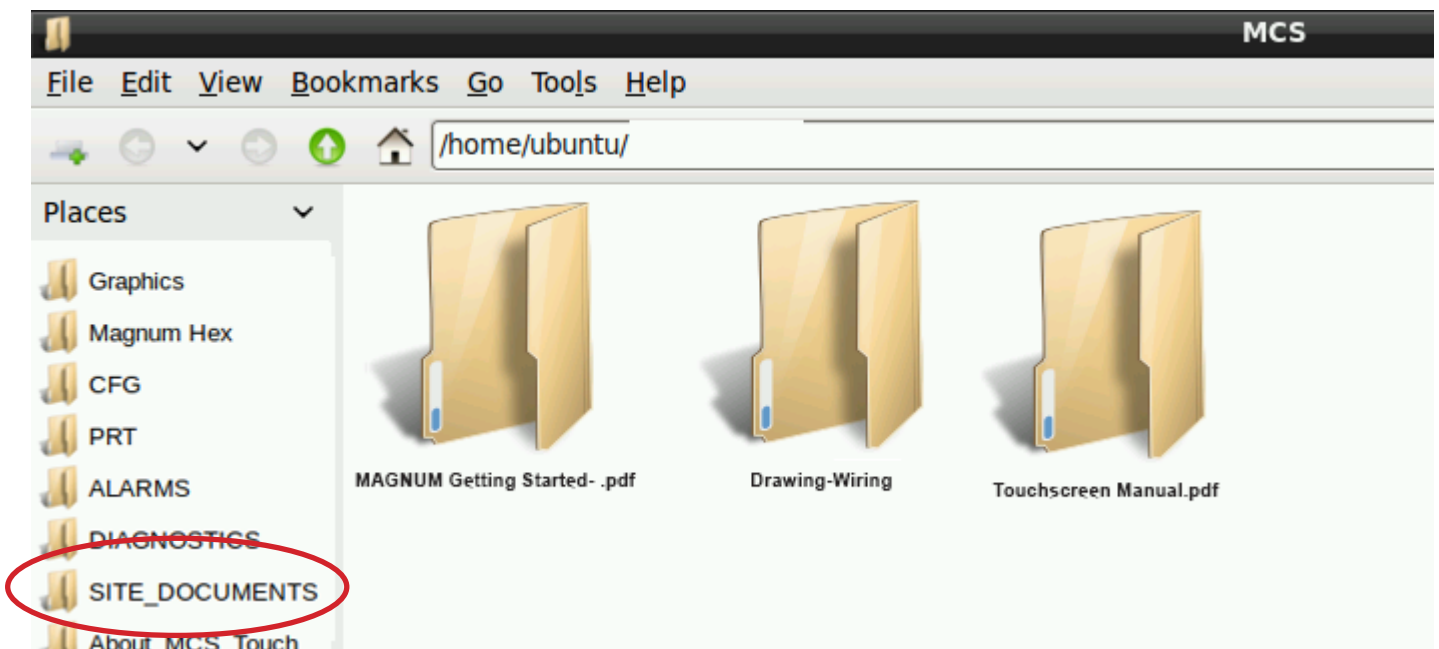 MCS
File Edit View Bookmarks Go Tools Help
/home/ubuntu/
Places
Graphics
Magnum Hex
CFG
PRT
ALARMS
DIAGNOSTICS
SITE_DOCUMENTS
About_MCS_Touch
MAGNUM Getting Started- .pdf
Drawing-Wiring
Touchscreen Manual.pdf